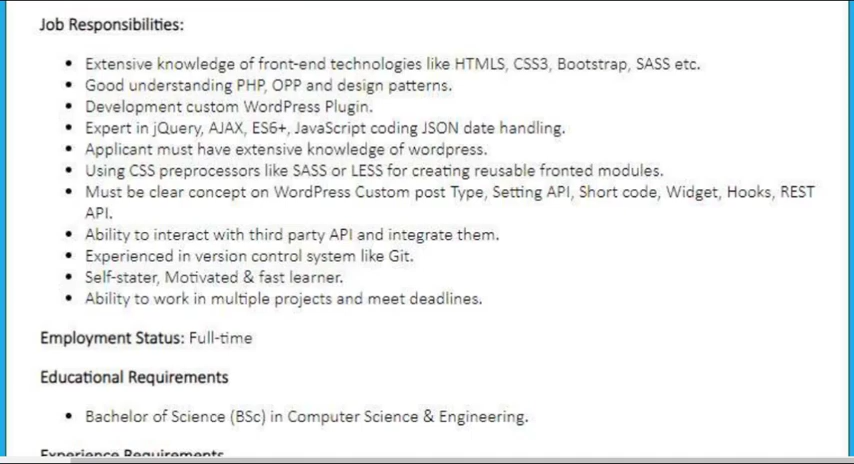 Job Responsibilities:
• Extensive knowledge of front-end technologies like HTMLS, CSS3, Bootstrap, SASS etc.
• Good understanding PHP, OPP and design patterns.
• Development custom WordPress Plugin.
• Expert in jQuery, AJAX, ES6+, JavaScript coding JSON date handling.
• Applicant must have extensive knowledge of wordpress.
• Using CSS preprocessors like SASS or LESS for creating reusable fronted modules.
• Must be clear concept on WordPress Custom post Type, Setting API, Short code, Widget, Hooks, REST
API.
• Ability to interact with third party API and integrate them.
• Experienced in version control system like Git.
• Self-stater, Motivated & fast learner.
• Ability to work in multiple projects and meet deadlines.
Employment Status: Full-time
Educational Requirements
• Bachelor of Science (BSc) in Computer Science & Engineering.
Experience Requirements